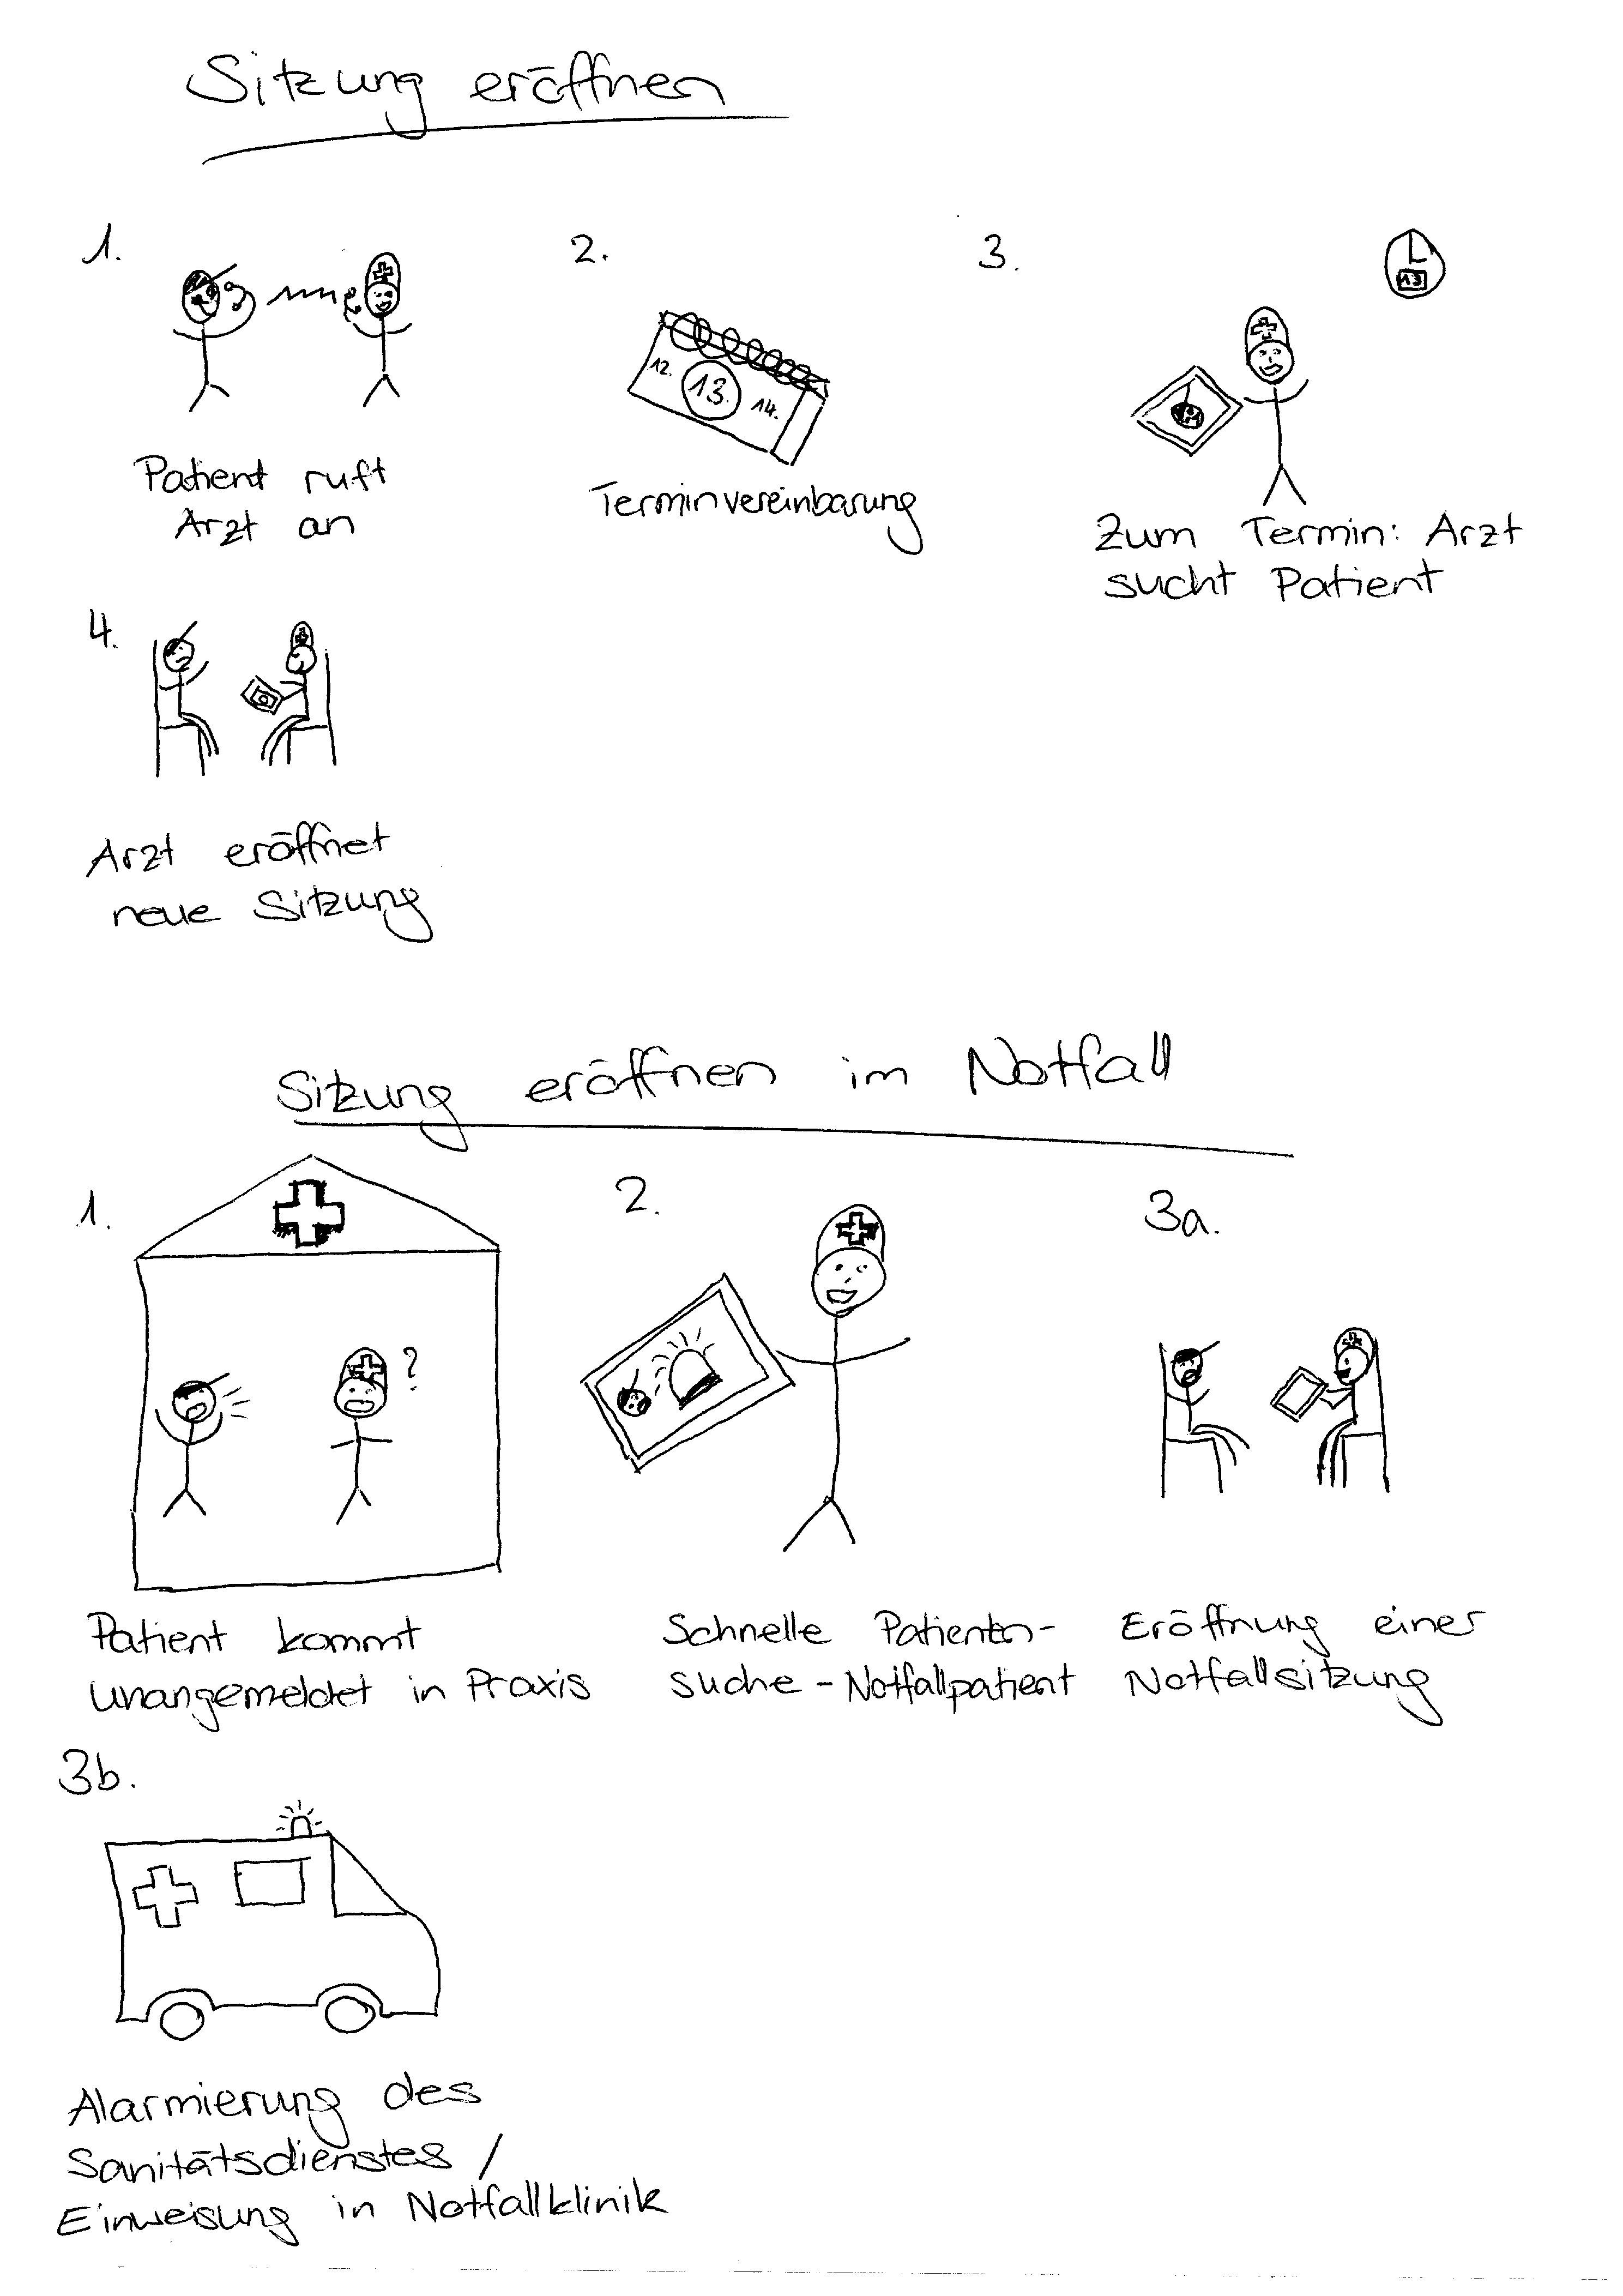 Sitzung eröffnen
1.
Patient ruft
Arzt an
2.
12. 13. 14.
Terminvereinbarung
3.
13
Zum Termin: Arzt
sucht Patient
4.
Arzt eröffnet
neue Sitzung
Sitzung eröffnen im Notfall
1.
?
Patient kommt
unangemeldet in Praxis
2.
Schnelle Patienten-
suche - Notfallpatient
3a.
Eröffnung einer
Notfallsitzung
3b.
Alarmierung des
Sanitätsdienstes /
Einweisung in Notfallklinik